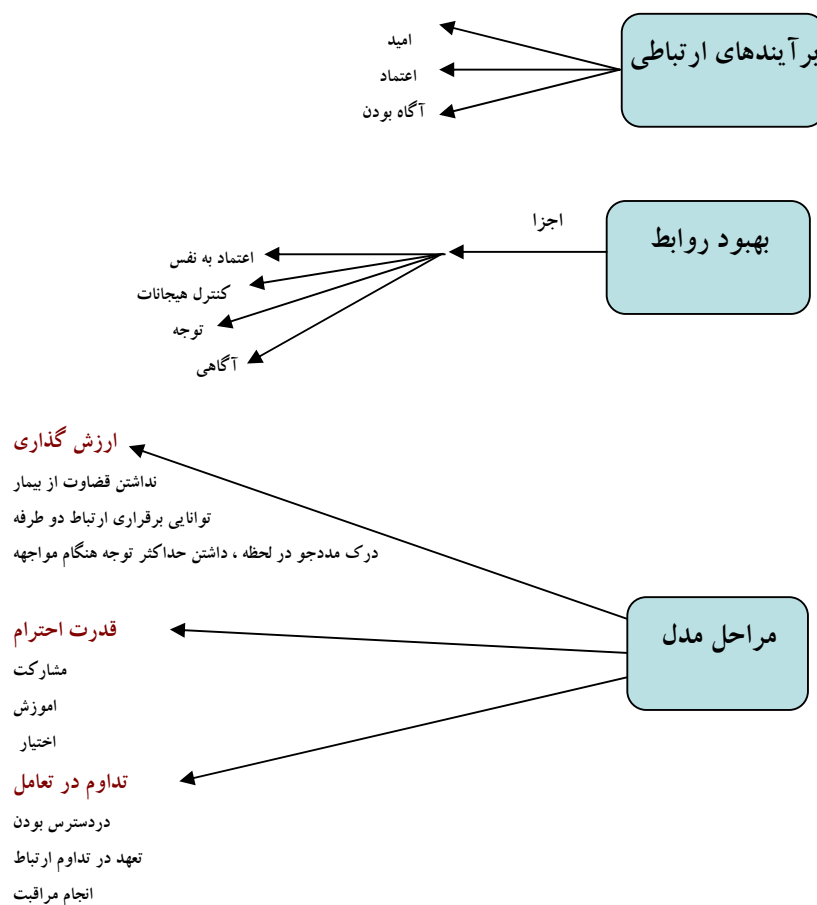 برآیندهای ارتباطی
امید
اعتماد
آگاه بودن
بهبود روابط
اجزا
اعتماد به نفس
کنترل هیجانات
توجه
آگاهی
مراحل مدل
ارزش گذاری
نداشتن قضاوت از بیمار
توانایی برقراری ارتباط دو طرفه
درک مددجو در لحظه ، داشتن حداکثر توجه هنگام مواجهه
قدرت احترام
مشارکت
اموزش
اختیار
تداوم در تعامل
دردسترس بودن
تعهد در تداوم ارتباط
انجام مراقبت